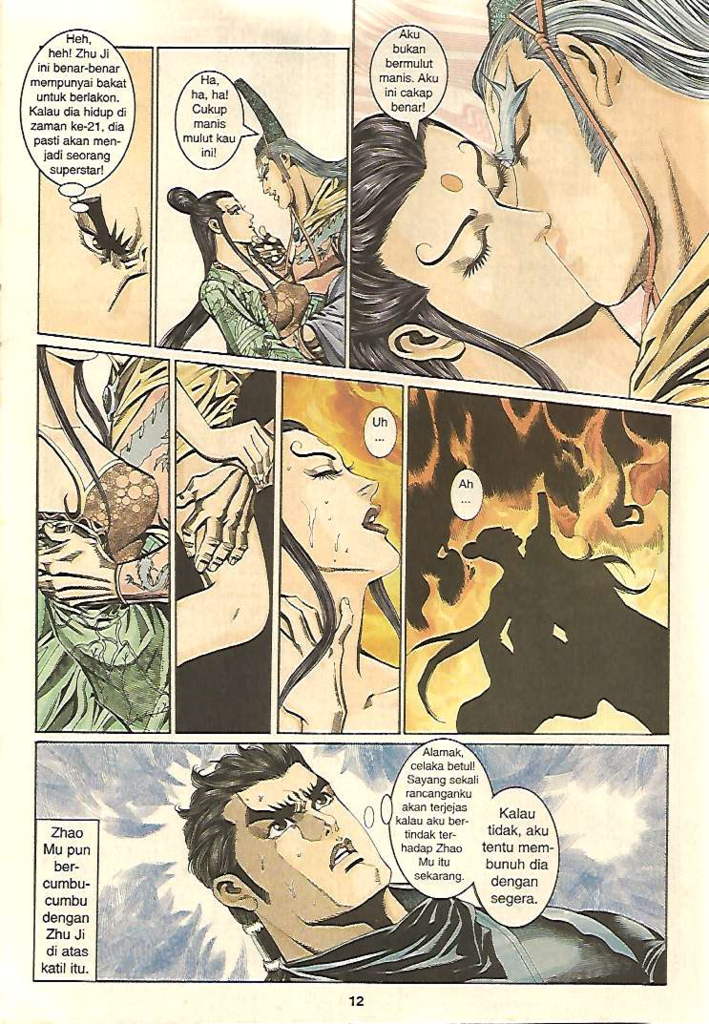 Heh,
heh! Zhu Ji
ini benar-benar
mempunyai bakat
untuk berlakon.
Kalau dia hidup di
zaman ke-21, dia
pasti akan men-
jadi seorang
superstar!
Ha,
ha, ha!
Cukup
manis
mulut kau
ini!
Aku
bukan
bermulut
manis. Aku
ini cakap
benar!
Uh
...
Ah
...
Zhao
Mu pun
ber-
cumbu-
cumbu
dengan
Zhu Ji
di atas
katil itu.
Alamak,
celaka betul!
Sayang sekali
rancanganku
akan terjejas
kalau aku ber-
tindak ter-
hadap Zhao
Mu itu
sekarang.
Kalau
tidak, aku
tentu mem-
bunuh dia
dengan
segera.
12